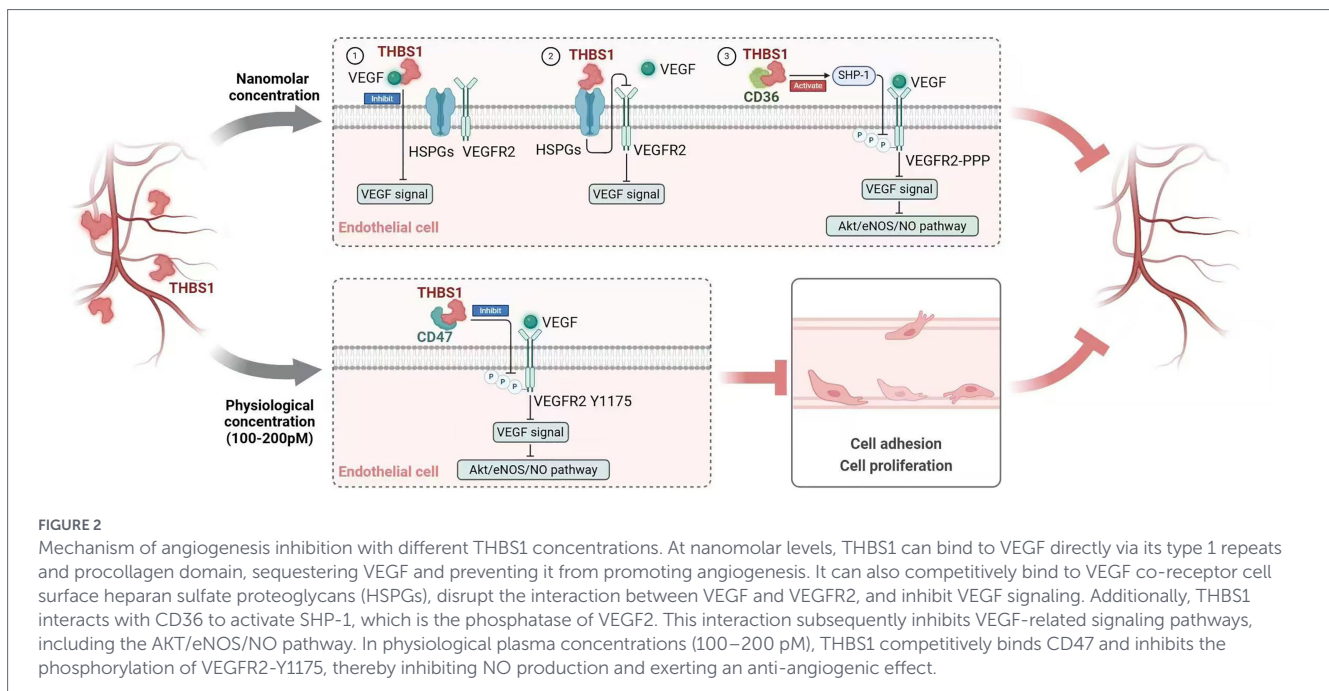 Nanomolar
concentration
1
THBS1
VEGF
Inhibit
HSPGs
VEGFR2
VEGF signal
2
THBS1
VEGF
HSPGs
VEGFR2
VEGF signal
3
THBS1
CD36
Activate
SHP-1
VEGF
P
P
P
VEGFR2-PPP
VEGF signal
Akt/eNOS/NO pathway
Endothelial cell
THBS1
Physiological
concentration
(100-200pM)
THBS1
Inhibit
CD47
VEGF
P
P
P
VEGFR2 Y1175
VEGF signal
Akt/eNOS/NO pathway
Endothelial cell
Cell adhesion
Cell proliferation
FIGURE 2
Mechanism of angiogenesis inhibition with different THBS1 concentrations. At nanomolar levels, THBS1 can bind to VEGF directly via its type 1 repeats
and procollagen domain, sequestering VEGF and preventing it from promoting angiogenesis. It can also competitively bind to VEGF co-receptor cell
surface heparan sulfate proteoglycans (HSPGs), disrupt the interaction between VEGF and VEGFR2, and inhibit VEGF signaling. Additionally, THBS1
interacts with CD36 to activate SHP-1, which is the phosphatase of VEGF2. This interaction subsequently inhibits VEGF-related signaling pathways,
including the AKT/eNOS/NO pathway. In physiological plasma concentrations (100–200 pM), THBS1 competitively binds CD47 and inhibits the
phosphorylation of VEGFR2-Y1175, thereby inhibiting NO production and exerting an anti-angiogenic effect.